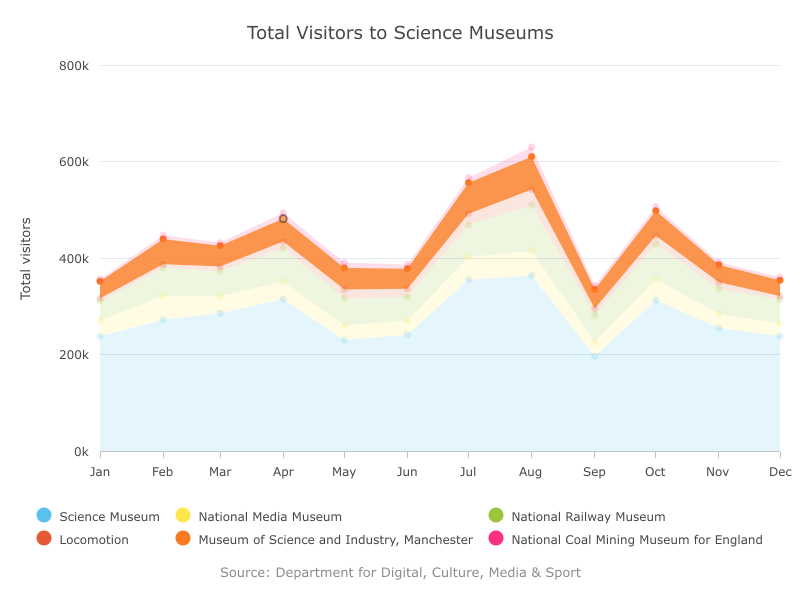 Total Visitors to Science Museums
800k
600k
400k
200k
0k
Total visitors
Jan Feb Mar Apr May Jun Jul Aug Sep Oct Nov Dec
Science Museum National Media Museum National Railway Museum
Locomotion Museum of Science and Industry, Manchester National Coal Mining Museum for England
Source: Department for Digital, Culture, Media & Sport